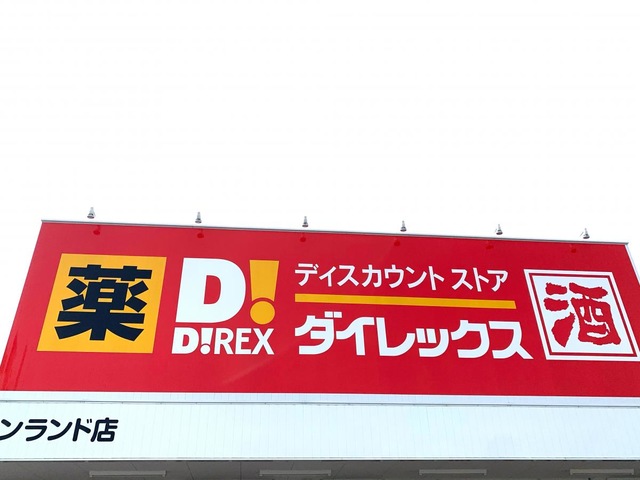 薬
D!
D!REX
ディスカウント ストア
ダイレックス
酒
ンランド店